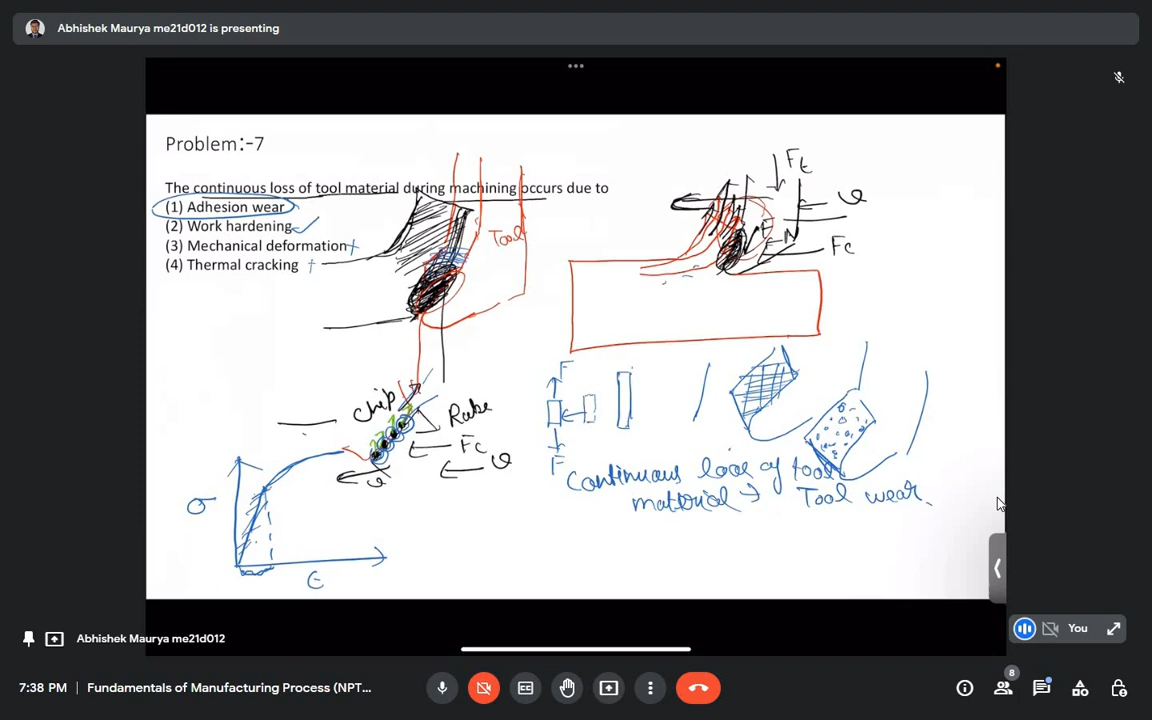 Abhishek Maurya me21d012 is presenting
Problem:-7
The continuous loss of tool material during machining occurs due to
(1) Adhesion wear
(2) Work hardening
(3) Mechanical deformation
(4) Thermal cracking
Tool
Ft
Fc
F
F
chip
Rake
Fc
σ
Continuous loss of tool
material → Tool wear.
Abhishek Maurya me21d012
You
7:38 PM | Fundamentals of Manufacturing Process (NPT...
8